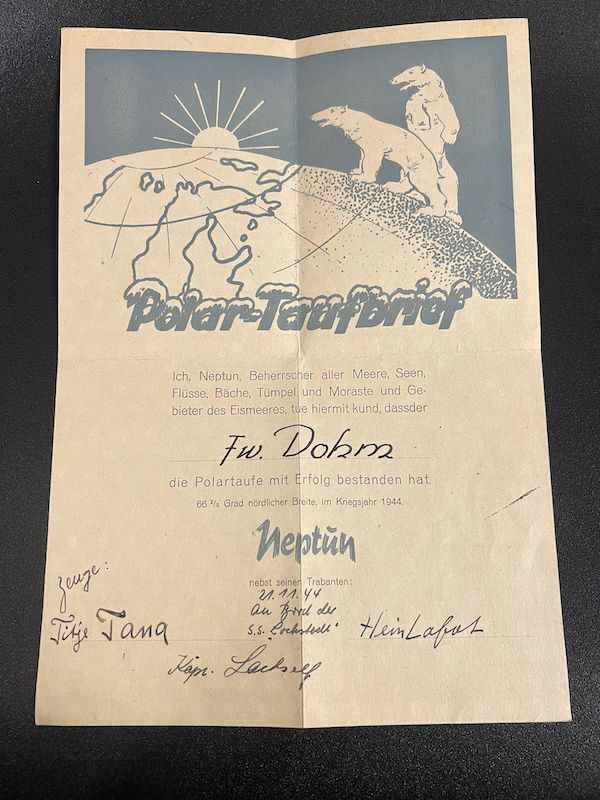 Polar-Taufbrief
Ich, Neptun, Beherrscher aller Meere, Seen,
Flüsse, Bäche, Tümpel und Moraste und Ge-
bieter des Eismeeres, tue hiermit kund, dassder
Fw. Dohm
die Polartaufe mit Erfolg bestanden hat.
66 ²/₃ Grad nördlicher Breite, im Kriegsjahr 1944.
Neptun
nebst seinen Trabanten:
Zeuge:
21.11.44
An Bord der
S.S. "Lockstedt"
Titje Tang
Hein
Kapt.